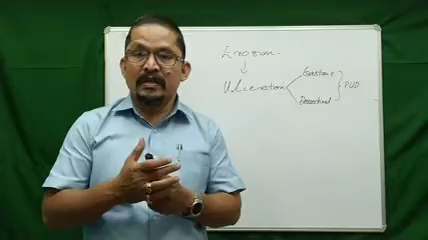 Erosion
↓
Ulceration
Gastric
Duodenal
PUD